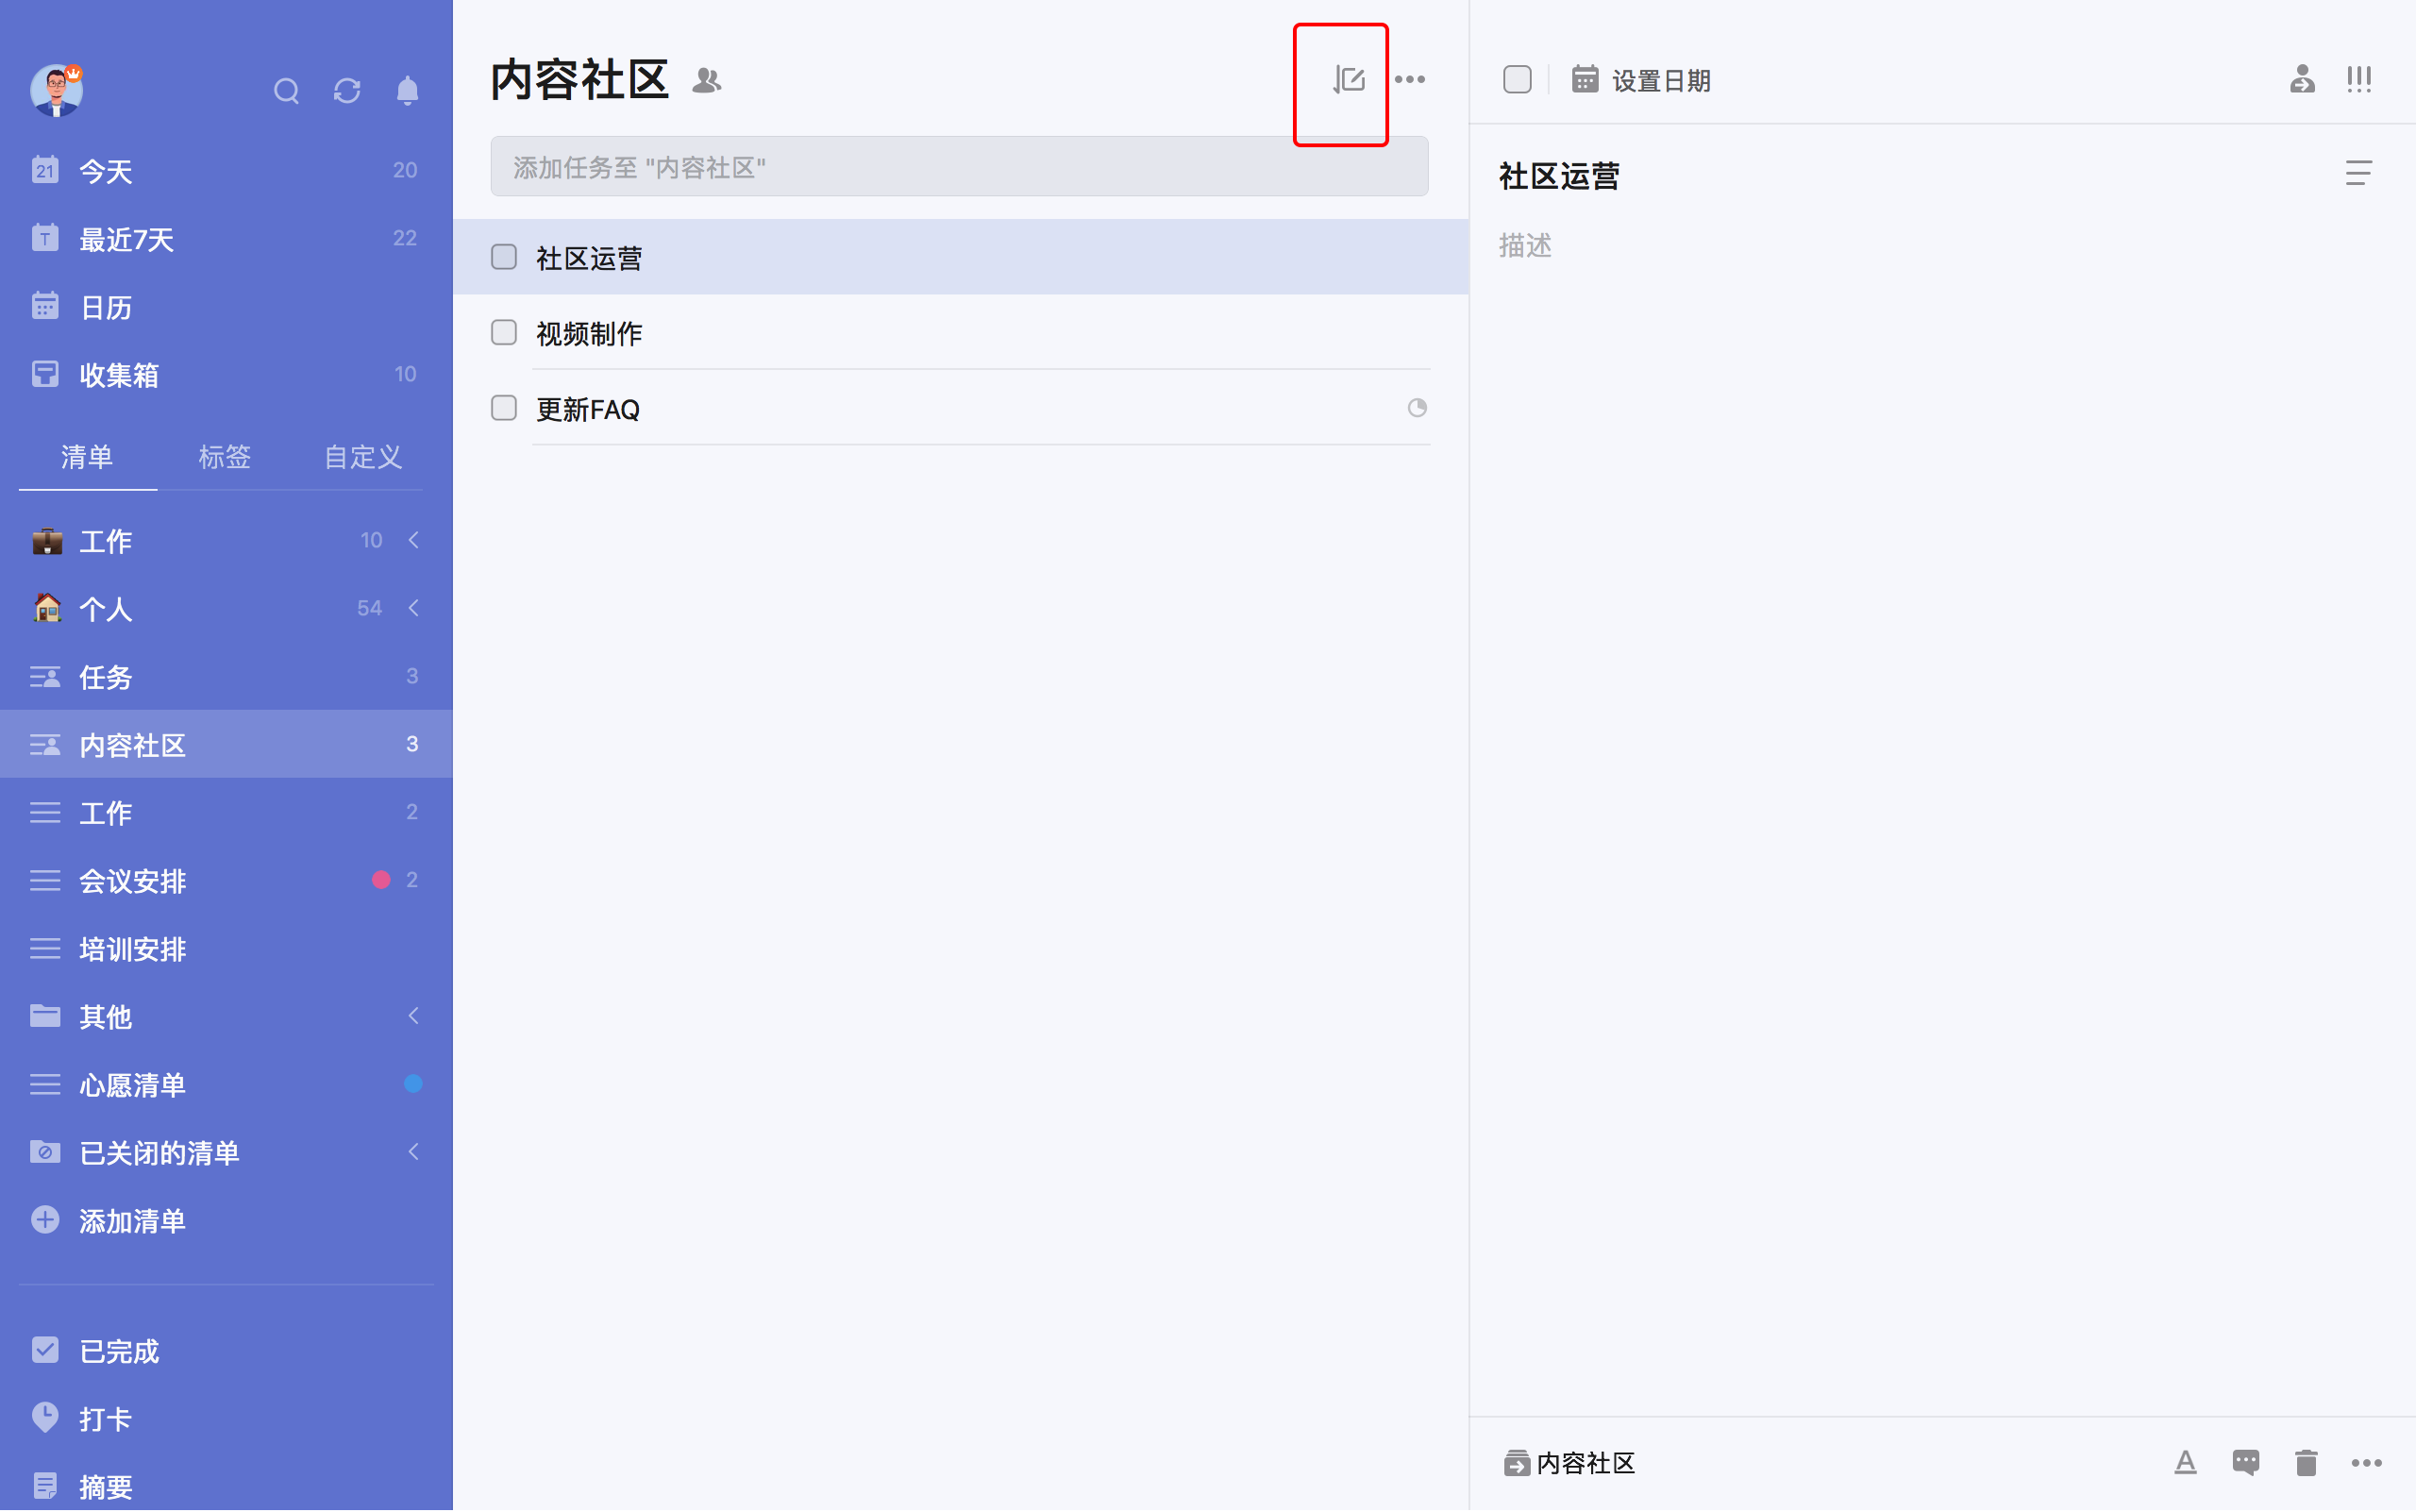 21
今天
20
T
最近7天
22
日历
收集箱
10
清单
标签
自定义
工作
10
个人
54
任务
3
内容社区
3
工作
2
会议安排
2
培训安排
其他
心愿清单
已关闭的清单
添加清单
已完成
打卡
摘要
内容社区
添加任务至 "内容社区"
社区运营
视频制作
更新FAQ
设置日期
社区运营
描述
内容社区
A